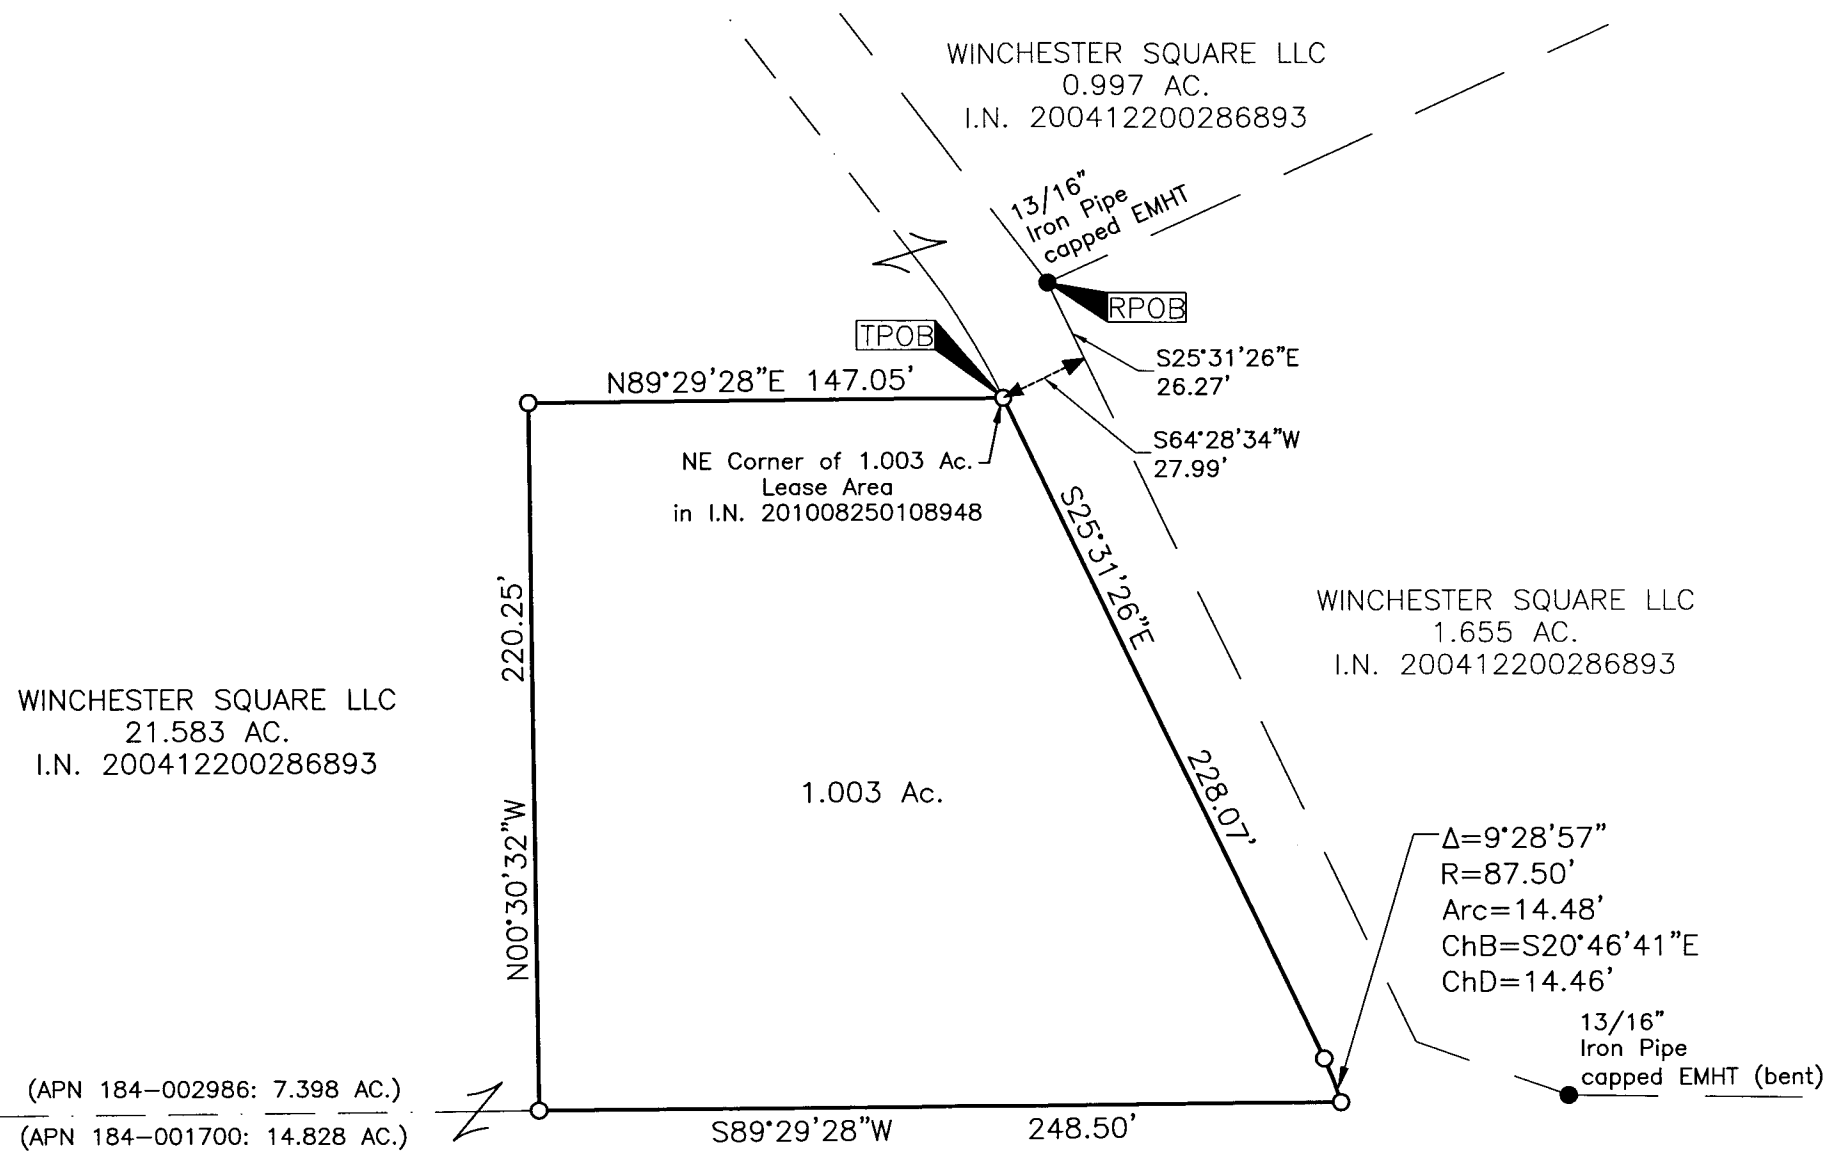 WINCHESTER SQUARE LLC
0.997 AC.
I.N. 200412200286893
13/16"
Iron Pipe
capped EMHT
RPOB
TPOB
S25°31'26"E
26.27'
N89°29'28"E 147.05'
S64°28'34"W
27.99'
NE Corner of 1.003 Ac.
Lease Area
in I.N. 201008250108948
S25°31'26"E
228.07'
220.25'
N00°30'32"W
WINCHESTER SQUARE LLC
1.655 AC.
I.N. 200412200286893
WINCHESTER SQUARE LLC
21.583 AC.
I.N. 200412200286893
1.003 Ac.
Δ=9°28'57"
R=87.50'
Arc=14.48'
ChB=S20°46'41"E
ChD=14.46'
13/16"
Iron Pipe
capped EMHT (bent)
(APN 184-002986: 7.398 AC.)
(APN 184-001700: 14.828 AC.)
S89°29'28"W 248.50'